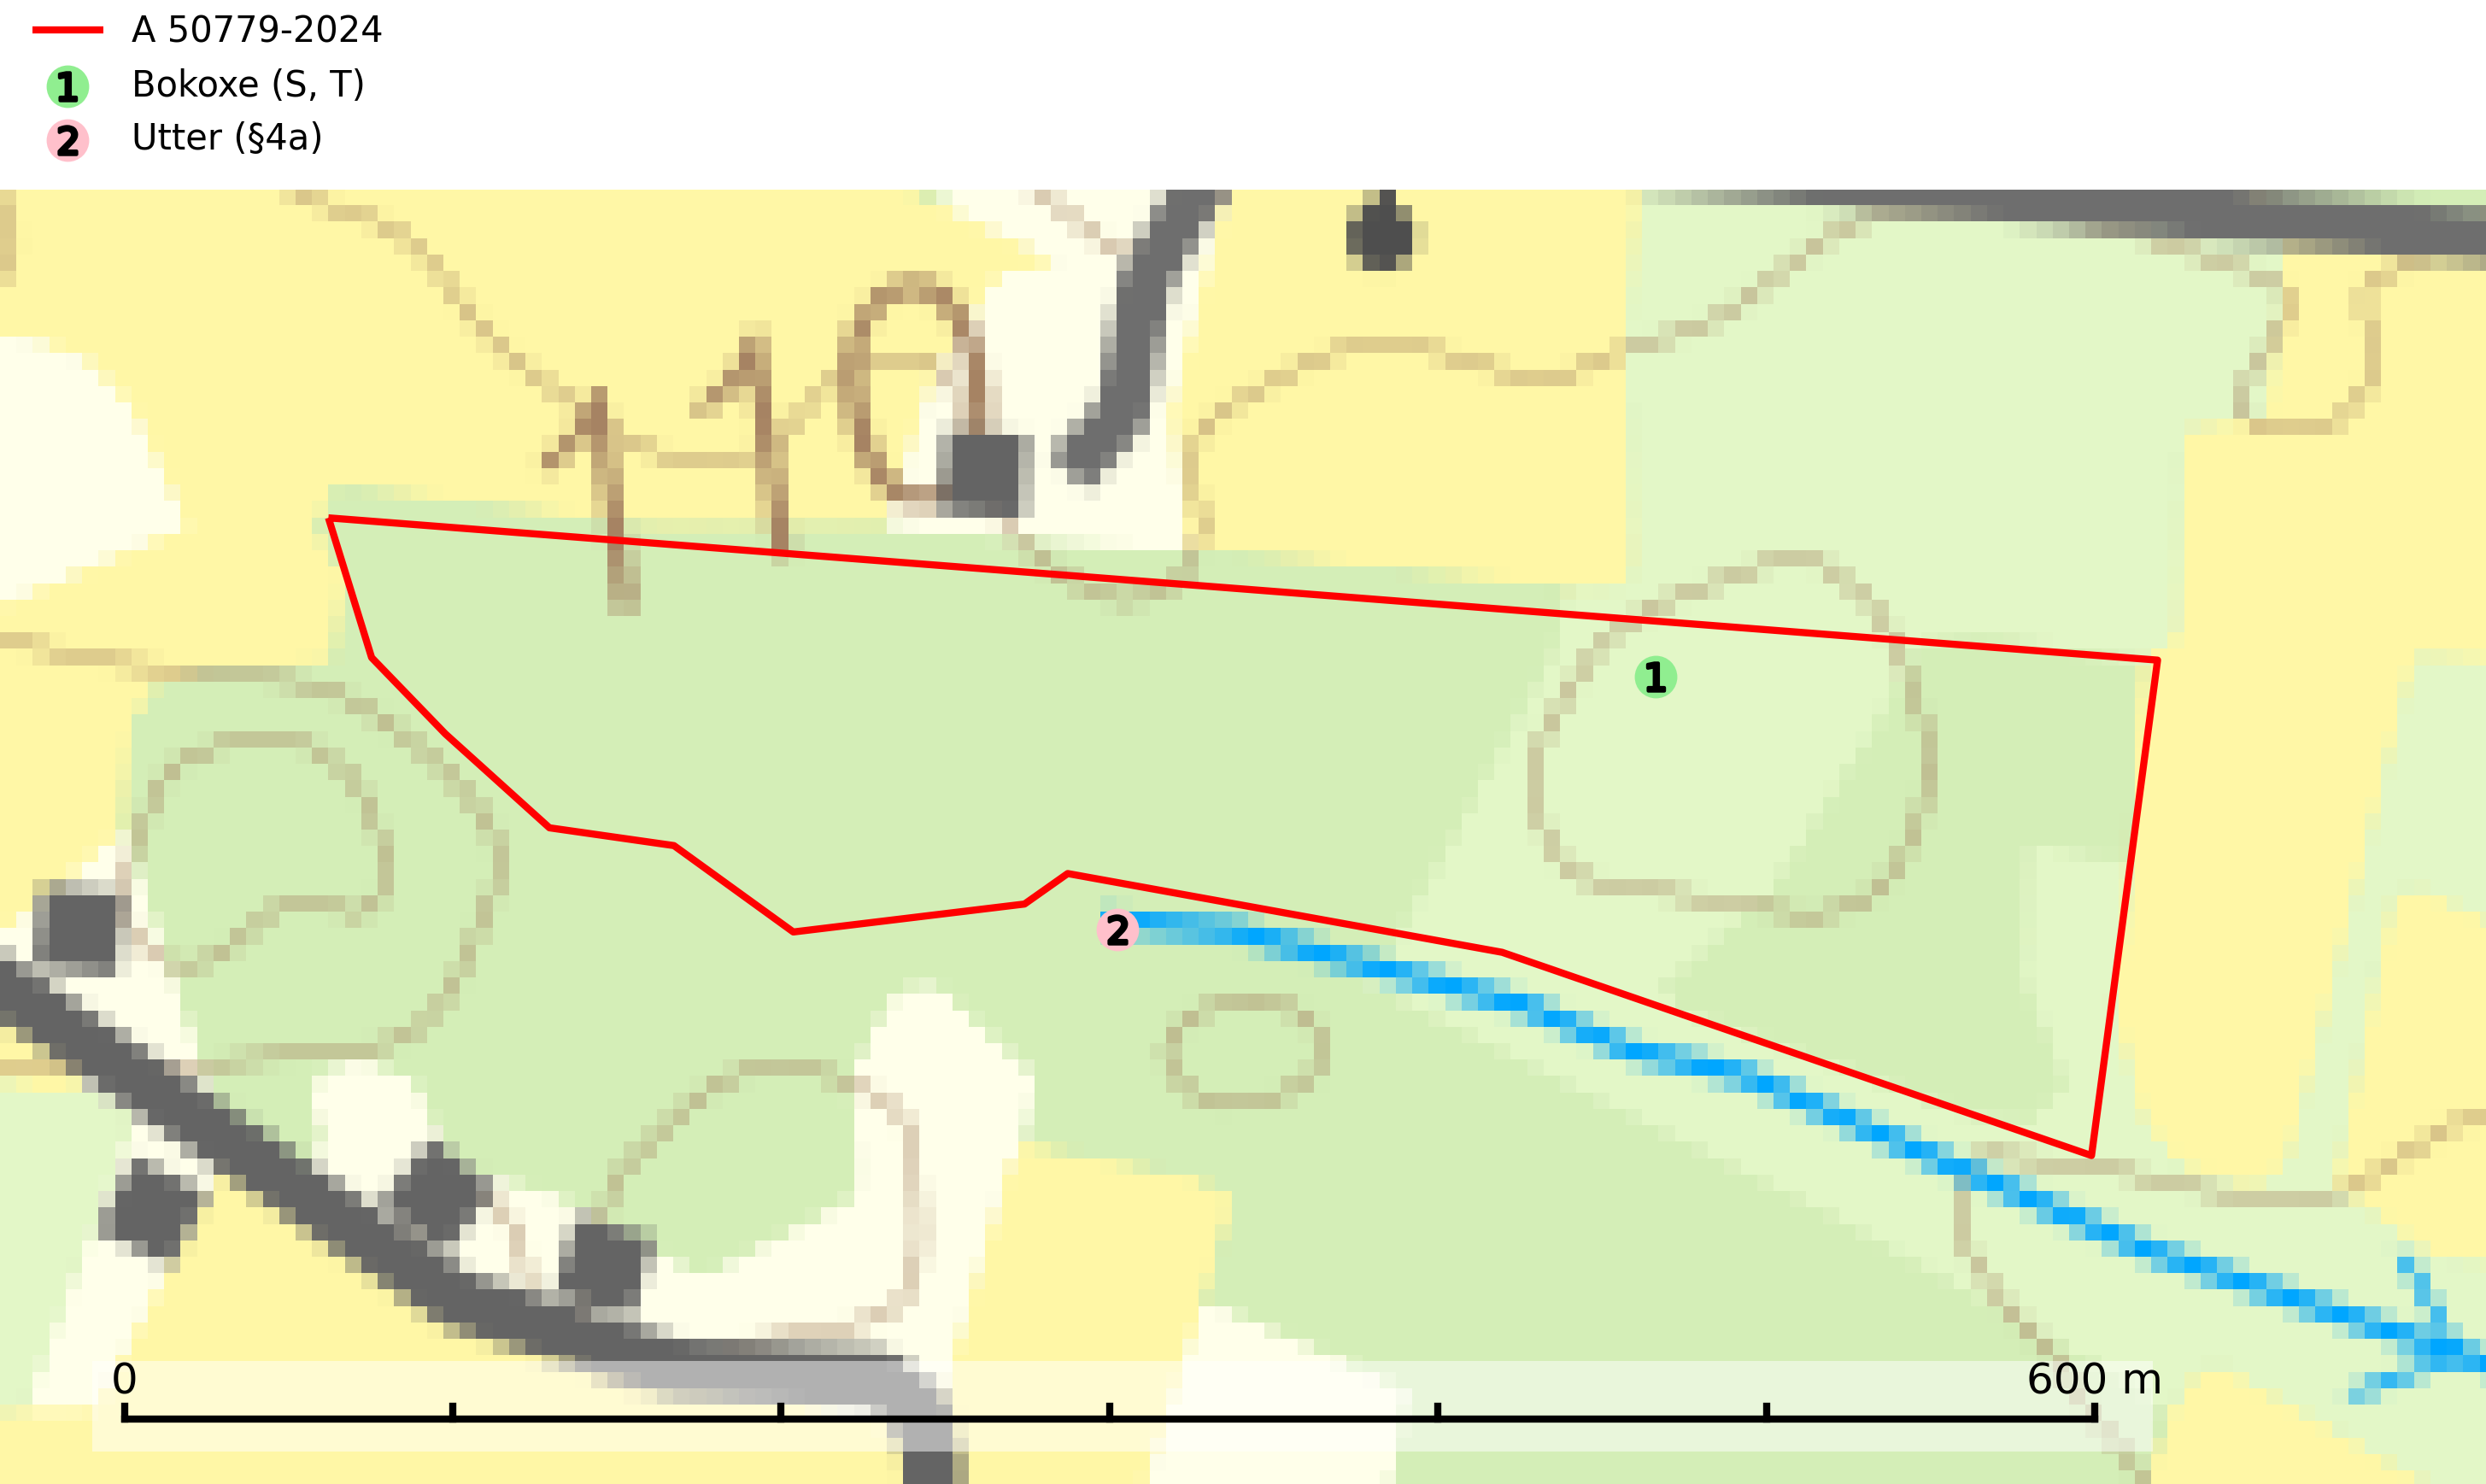 A 50779-2024
1 Bokoxe (S, T)
2 Utter (§4a)
110
1
2
0 600 m